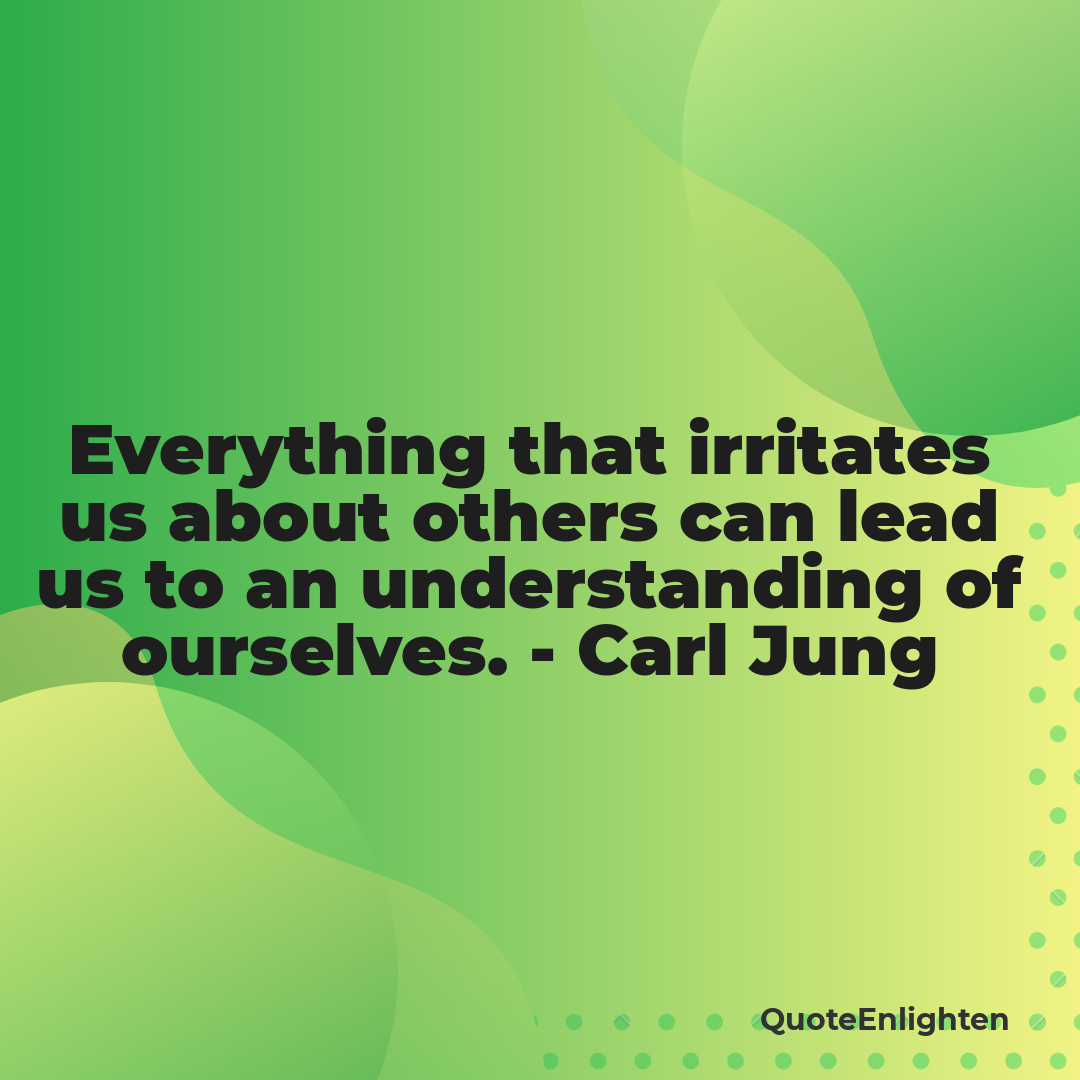 Everything that irritates
us about others can lead
us to an understanding of
ourselves. - Carl Jung
QuoteEnlighten